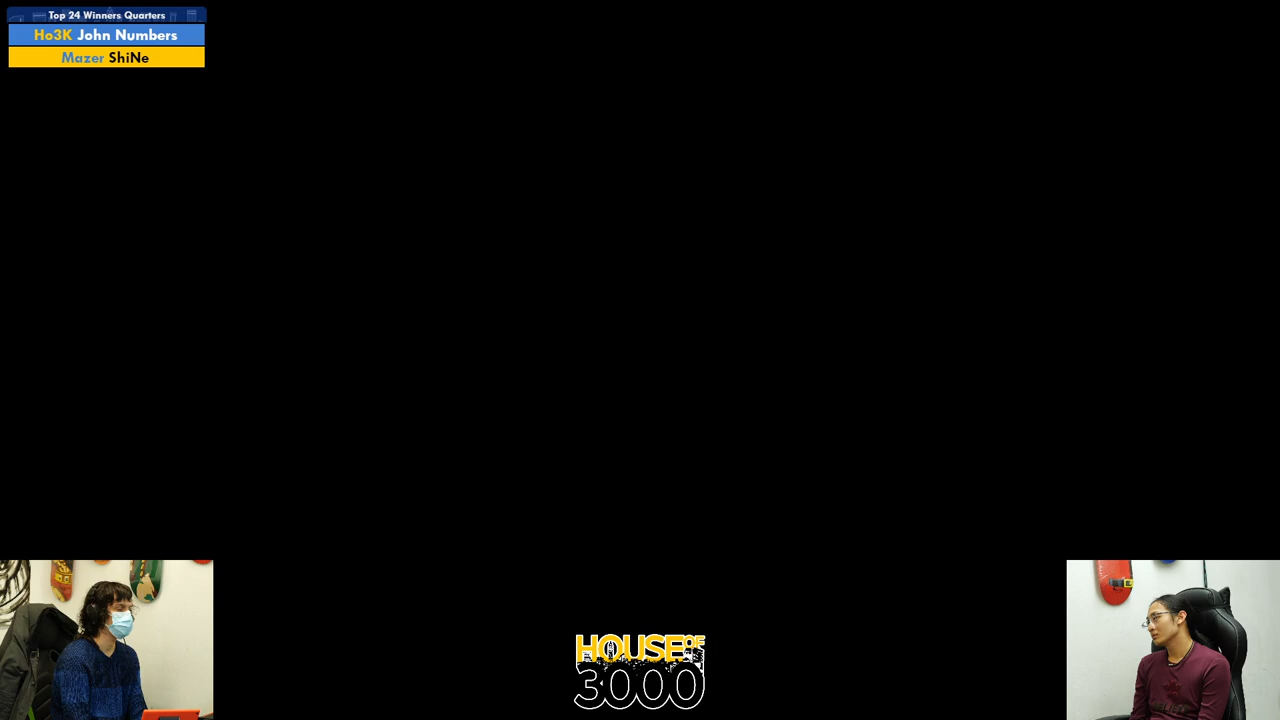 Top 24 Winners Quarters
Ho3K John Numbers
Mazer ShiNe
HOUSE OF
3000